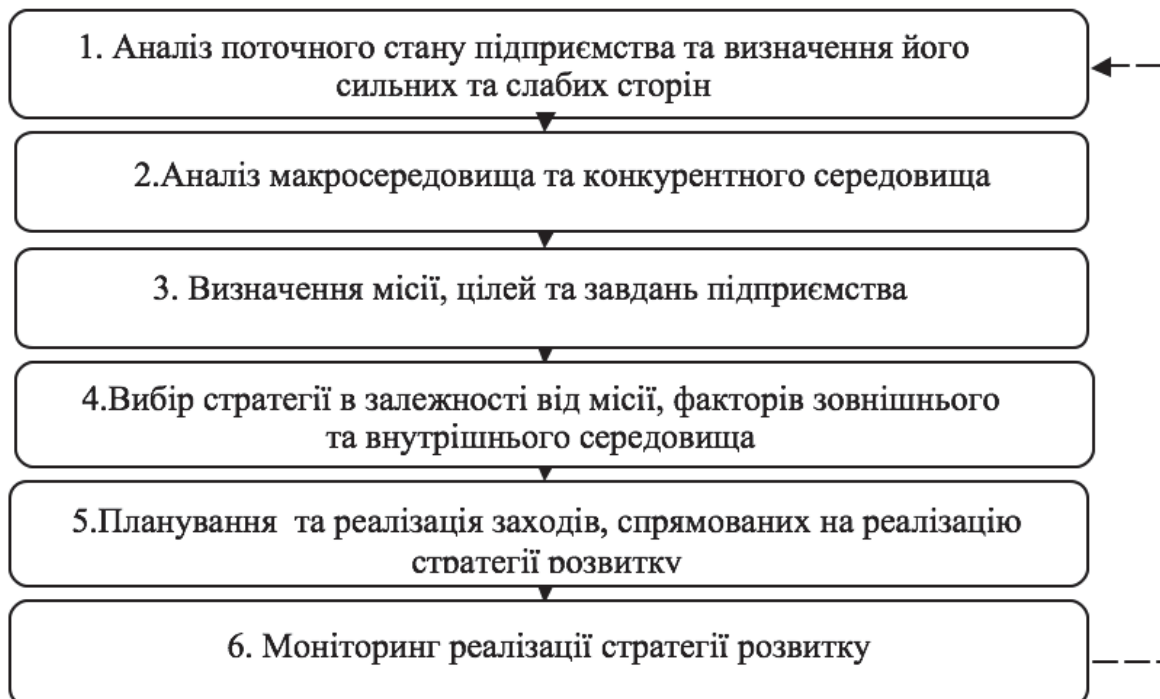 1. Аналіз поточного стану підприємства та визначення його
сильних та слабих сторін
2.Аналіз макросередовища та конкурентного середовища
3. Визначення місії, цілей та завдань підприємства
4.Вибір стратегії в залежності від місії, факторів зовнішнього
та внутрішнього середовища
5.Планування та реалізація заходів, спрямованих на реалізацію
стратегії розвитку
6. Моніторинг реалізації стратегії розвитку